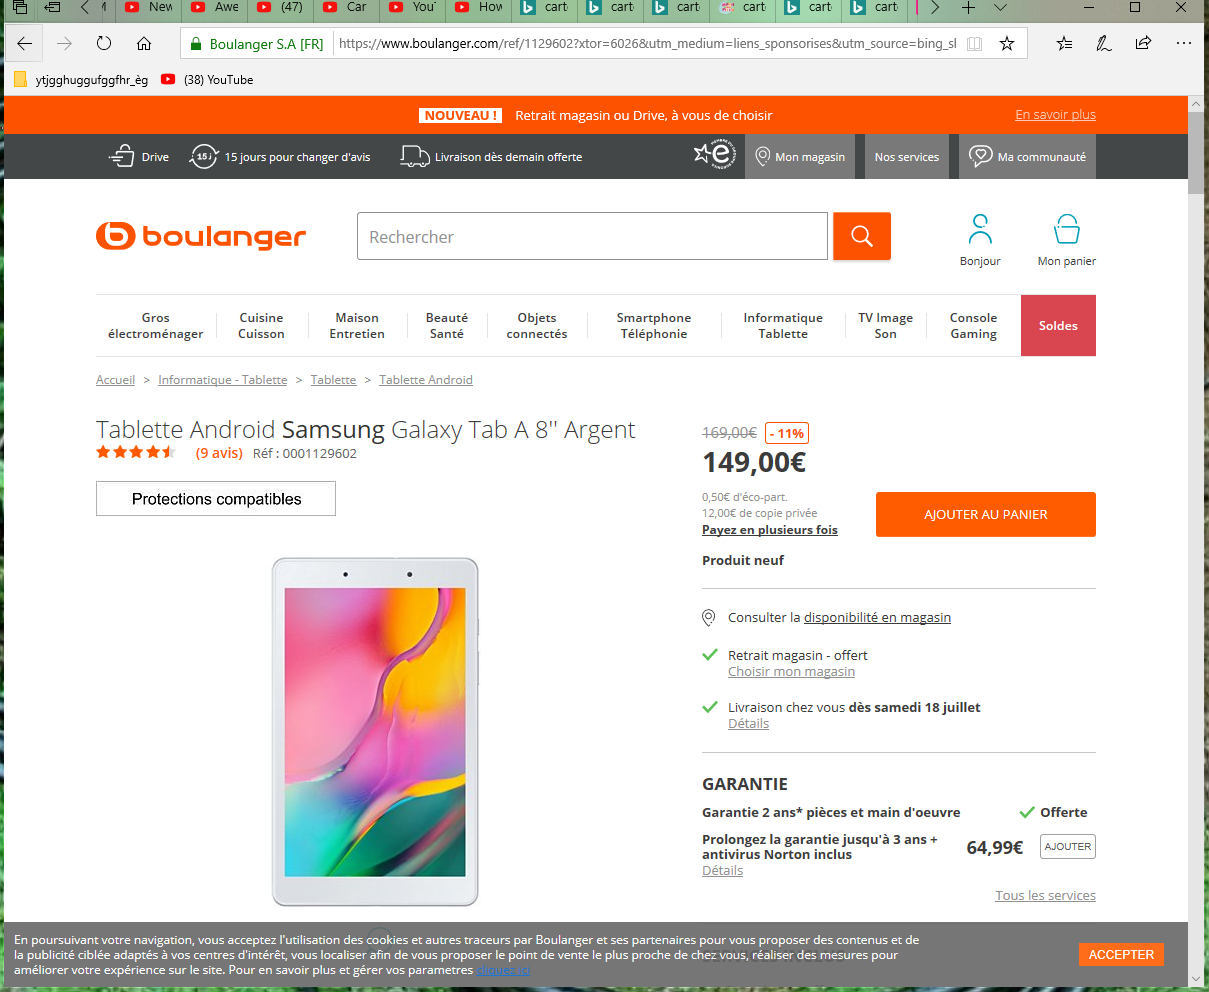 New
Awe
(47)
Car
You'
How
cart
cart
cart
cart
cart
cart
Boulanger S.A [FR]
https://www.boulanger.com/ref/1129602?xtor=6026&utm_medium=liens_sponsorises&utm_source=bing_sl
ytjgghuggufggfhr_èg
(38) YouTube
NOUVEAU !
Retrait magasin ou Drive, à vous de choisir
En savoir plus
Drive
15 j
15 jours pour changer d'avis
Livraison dès demain offerte
Mon magasin
Nos services
Ma communauté
boulanger
Rechercher
Bonjour
Mon panier
Gros
électroménager
Cuisine
Cuisson
Maison
Entretien
Beauté
Santé
Objets
connectés
Smartphone
Téléphonie
Informatique
Tablette
TV Image
Son
Console
Gaming
Soldes
Accueil > Informatique - Tablette > Tablette > Tablette Android
Tablette Android Samsung Galaxy Tab A 8'' Argent
(9 avis) Réf : 0001129602
Protections compatibles
169,00€ - 11%
149,00€
0,50€ d'éco-part.
12,00€ de copie privée
Payez en plusieurs fois
AJOUTER AU PANIER
Produit neuf
Consulter la disponibilité en magasin
Retrait magasin - offert
Choisir mon magasin
Livraison chez vous dès samedi 18 juillet
Détails
GARANTIE
Garantie 2 ans* pièces et main d'oeuvre
Offerte
Prolongez la garantie jusqu'à 3 ans +
antivirus Norton inclus
64,99€
AJOUTER
Détails
Tous les services
En poursuivant votre navigation, vous acceptez l'utilisation des cookies et autres traceurs par Boulanger et ses partenaires pour vous proposer des contenus et de
la publicité ciblée adaptés à vos centres d'intérêt, vous localiser afin de vous proposer le point de vente le plus proche de chez vous, réaliser des mesures pour
améliorer votre expérience sur le site. Pour en savoir plus et gérer vos parametres cliquez ici
ACCEPTER